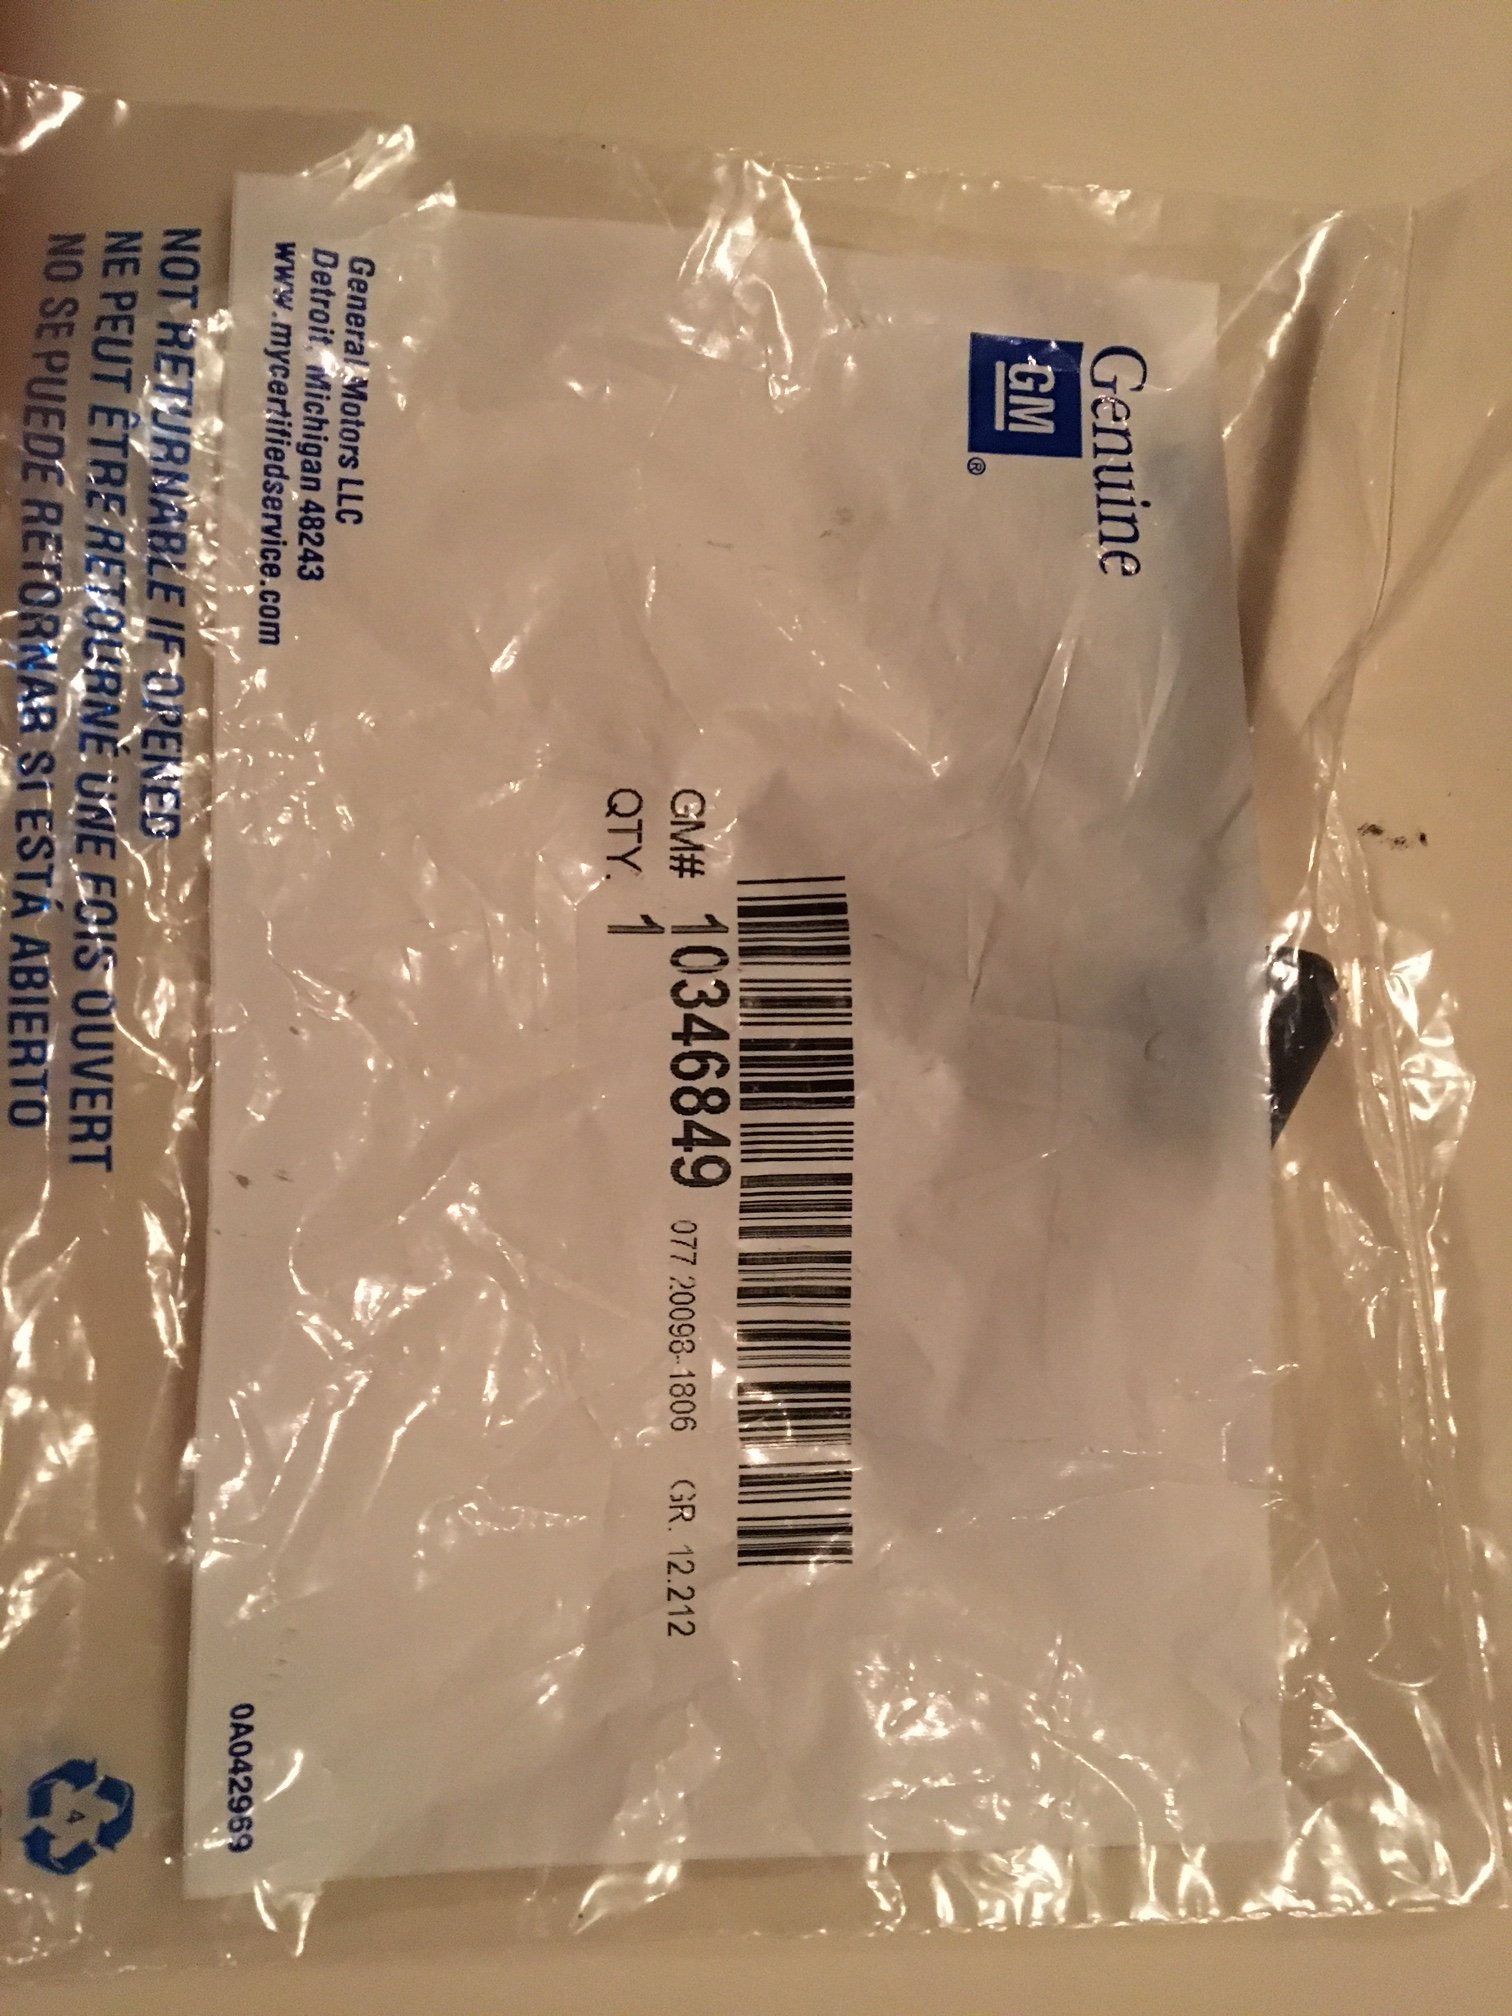 Genuine
GM®
GM# 10346849 077 20098-1806 GR. 12.212
QTY. 1
General Motors LLC
Detroit, Michigan 48243
www.mycertifiedservice.com
0A042969
NOT RETURNABLE IF OPENED
NE PEUT ÊTRE RETOURNÉ UNE FOIS OUVERT
NO SE PUEDE RETORNAR SI ESTÁ ABIERTO
4